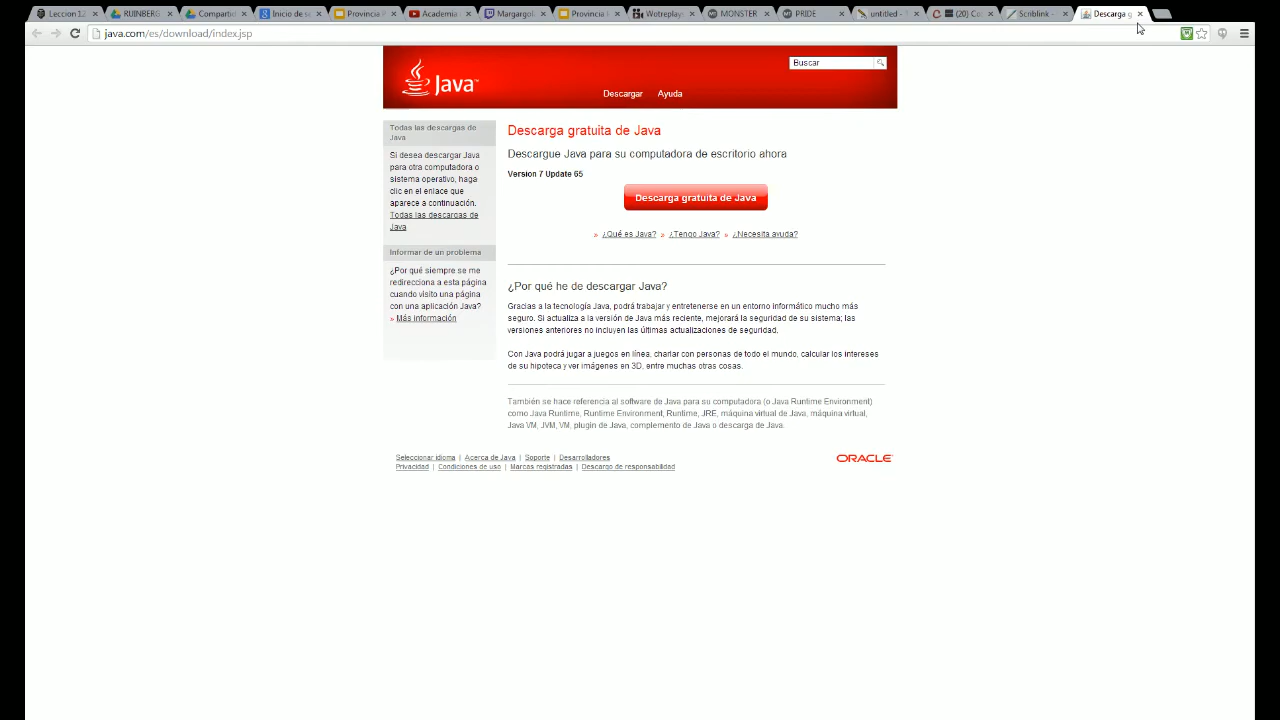 Leccion 12
RUINBERG
Comparti
Inicio de se
Provincia P
Academia
Margargol
Provincia
Wotreplays
MONSTER
PRIDE
untitled -
(20) Cu
Scriblink -
Descarga g
java.com/es/download/index.jsp
Java™
Buscar
Descargar Ayuda
Todas las descargas de
Java
Si desea descargar Java
para otra computadora o
sistema operativo, haga
clic en el enlace que
aparece a continuación.
Todas las descargas de
Java
Informar de un problema
¿Por qué siempre se me
redirecciona a esta página
cuando visito una página
con una aplicación Java?
» Más información
Descarga gratuita de Java
Descargue Java para su computadora de escritorio ahora
Version 7 Update 65
Descarga gratuita de Java
» ¿Qué es Java? » ¿Tengo Java? » ¿Necesita ayuda?
¿Por qué he de descargar Java?
Gracias a la tecnología Java, podrá trabajar y entretenerse en un entorno informático mucho más
seguro. Si actualiza a la versión de Java más reciente, mejorará la seguridad de su sistema; las
versiones anteriores no incluyen las últimas actualizaciones de seguridad.
Con Java podrá jugar a juegos en línea, charlar con personas de todo el mundo, calcular los intereses
de su hipoteca y ver imágenes en 3D, entre muchas otras cosas.
También se hace referencia al software de Java para su computadora (o Java Runtime Environment)
como Java Runtime, Runtime Environment, Runtime, JRE, máquina virtual de Java, máquina virtual,
Java VM, JVM, VM, plugin de Java, complemento de Java o descarga de Java.
Seleccionar idioma | Acerca de Java | Soporte | Desarrolladores
Privacidad | Condiciones de uso | Marcas registradas | Descargo de responsabilidad
ORACLE